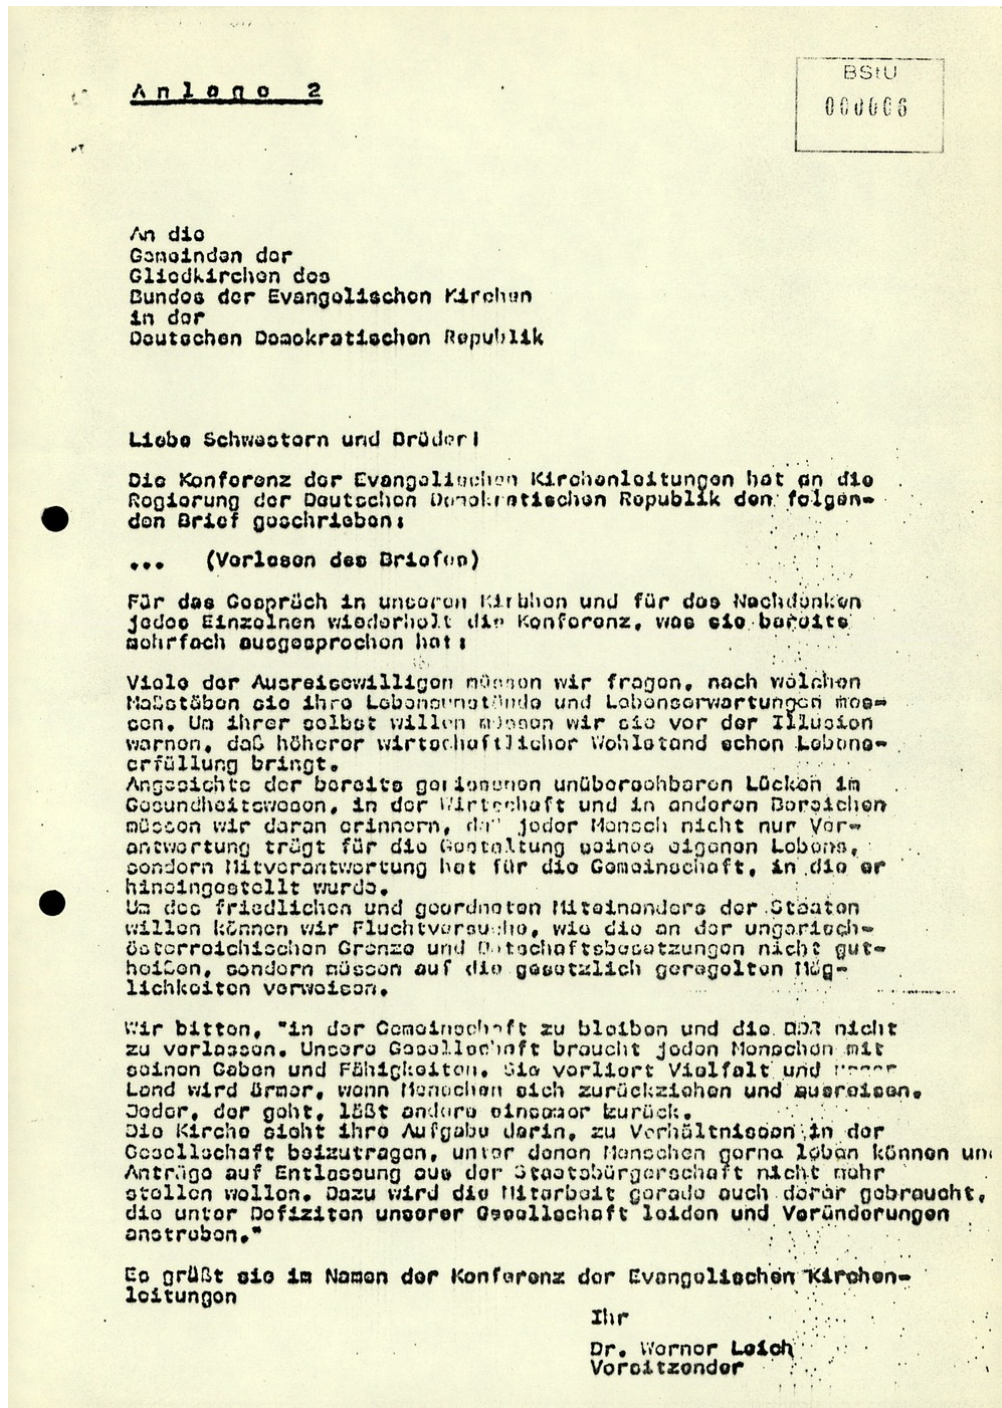 Anlage 2
BStU
000006
An die
Gemeinden der
Gliedkirchen des
Bundes der Evangelischen Kirchen
in der
Deutschen Demokratischen Republik
Liebe Schwestern und Brüder!
Die Konferenz der Evangelischen Kirchenleitungen hat an die
Regierung der Deutschen Demokratischen Republik den folgen-
den Brief geschrieben:
... (Vorlesen des Briefes)
Für das Gespräch in unseren Kirbhen und für das Nachdenken
jedes Einzelnen wiederholt die Konferenz, was sie bereits
mehrfach ausgesprochen hat:
Viele der Ausreisewilligen müssen wir fragen, nach welchen
Maßstäben sie ihre Lebensumstände und Lebenserwartungen mes-
sen. Um ihrer selbst willen müssen wir sie vor der Illusion
warnen, daß höherer wirtschaftlicher Wohlstand schon Lebens-
erfüllung bringt.
Angesichts der bereits gerissenen unübersehbaren Lücken im
Gesundheitswesen, in der Wirtschaft und in anderen Bereichen
müssen wir daran erinnern, daß jeder Mensch nicht nur Ver-
antwortung trägt für die Gestaltung seines eigenen Lebens,
sondern Mitverantwortung hat für die Gemeinschaft, in die er
hineingestellt wurde.
Um des friedlichen und geordneten Miteinanders der Staaten
willen können wir Fluchtversuche, wie die an der ungarisch-
österreichischen Grenze und Botschaftsbesetzungen nicht gut-
heißen, sondern müssen auf die gesetzlich geregelten Mög-
lichkeiten verweisen.
Wir bitten, "in der Gemeinschaft zu bleiben und die DDR nicht
zu verlassen. Unsere Gesellschaft braucht jeden Menschen mit
seinen Gaben und Fähigkeiten. Sie verliert Vielfalt und unser
Land wird ärmer, wenn Menschen sich zurückziehen und ausreisen.
Jeder, der geht, läßt andere einsamer zurück.
Die Kirche sieht ihre Aufgabe darin, zu Verhältnissen in der
Gesellschaft beizutragen, unter denen Menschen gerne leben können und
Anträge auf Entlassung aus der Staatsbürgerschaft nicht mehr
stellen wollen. Dazu wird die Mitarbeit gerade auch derer gebraucht,
die unter Defiziten unserer Gesellschaft leiden und Veränderungen
anstreben."
Es grüßt sie im Namen der Konferenz der Evangelischen Kirchen-
leitungen
Ihr
Dr. Werner Leich
Vorsitzender